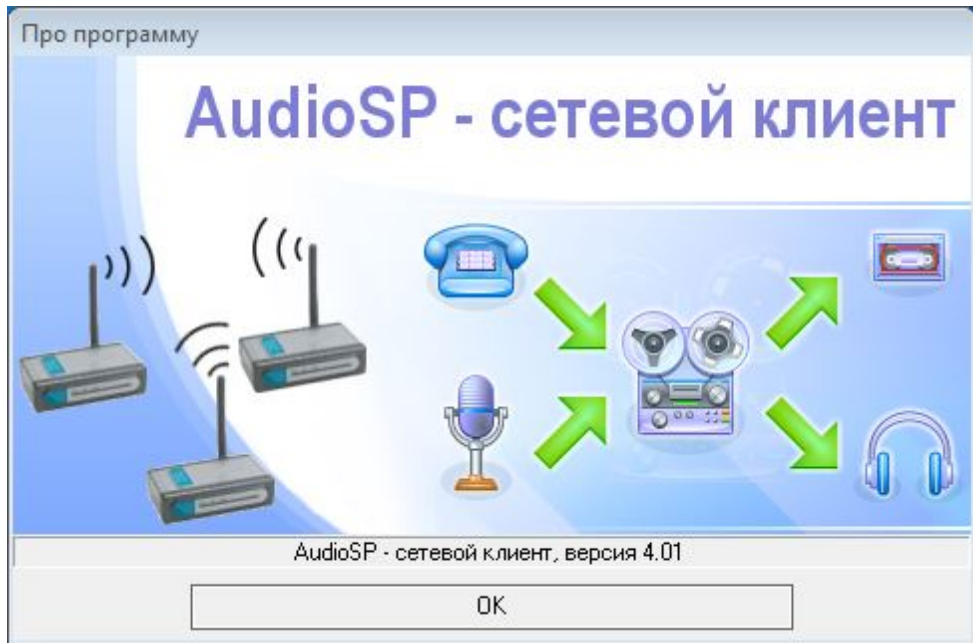 Про программу
AudioSP - сетевой клиент
AudioSP - сетевой клиент, версия 4.01
OK